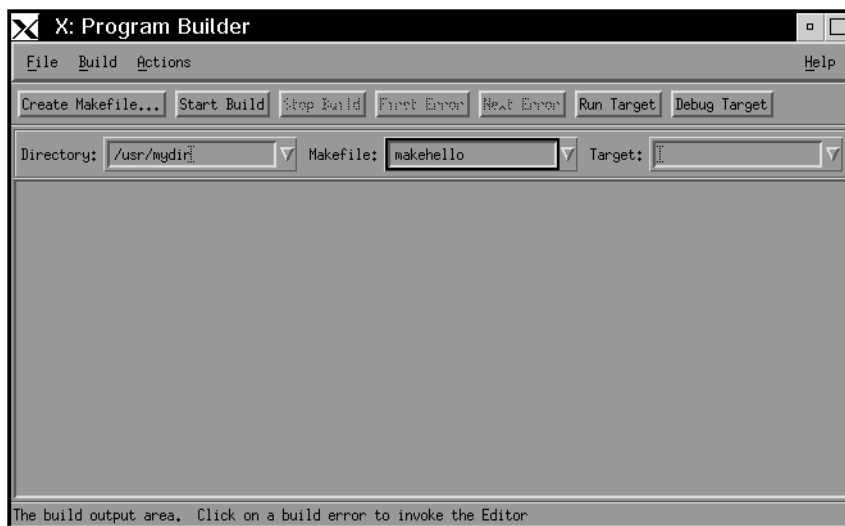 X: Program Builder
File Build Actions Help
Create Makefile... Start Build Stop Build First Error Next Error Run Target Debug Target
Directory: /usr/mydir Makefile: makehello Target:
The build output area. Click on a build error to invoke the Editor